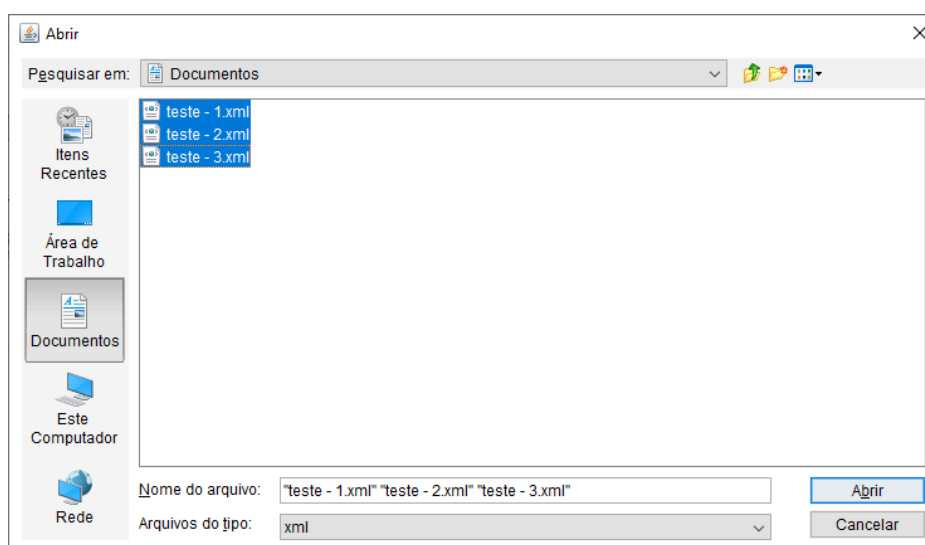 Abrir
Pesquisar em: Documentos
teste - 1.xml
teste - 2.xml
teste - 3.xml
Itens
Recentes
Área de
Trabalho
Documentos
Este
Computador
Rede
Nome do arquivo: "teste - 1.xml" "teste - 2.xml" "teste - 3.xml" Abrir
Arquivos do tipo: xml Cancelar